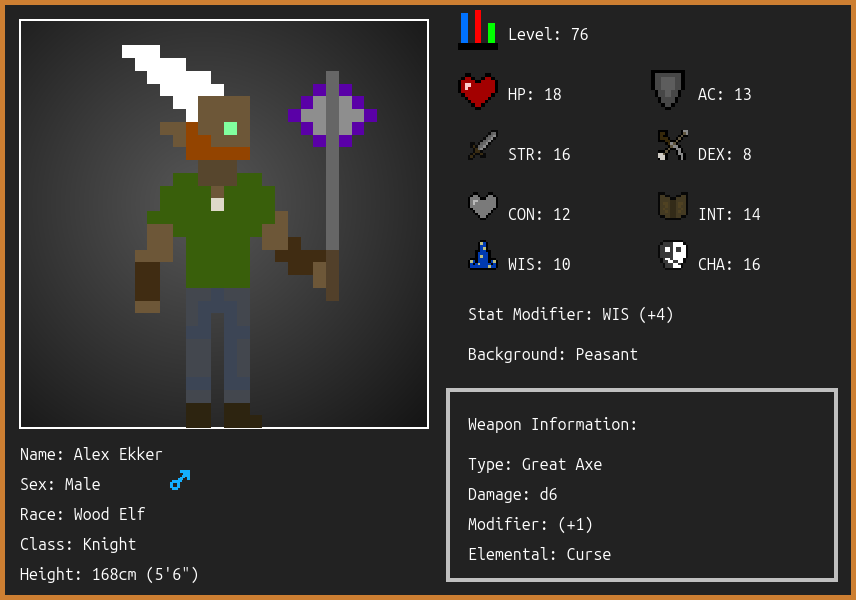 Level: 76
HP: 18
AC: 13
STR: 16
DEX: 8
CON: 12
INT: 14
WIS: 10
CHA: 16
Stat Modifier: WIS (+4)
Background: Peasant
Weapon Information:
Type: Great Axe
Damage: d6
Modifier: (+1)
Elemental: Curse
Name: Alex Ekker
Sex: Male
Race: Wood Elf
Class: Knight
Height: 168cm (5'6")